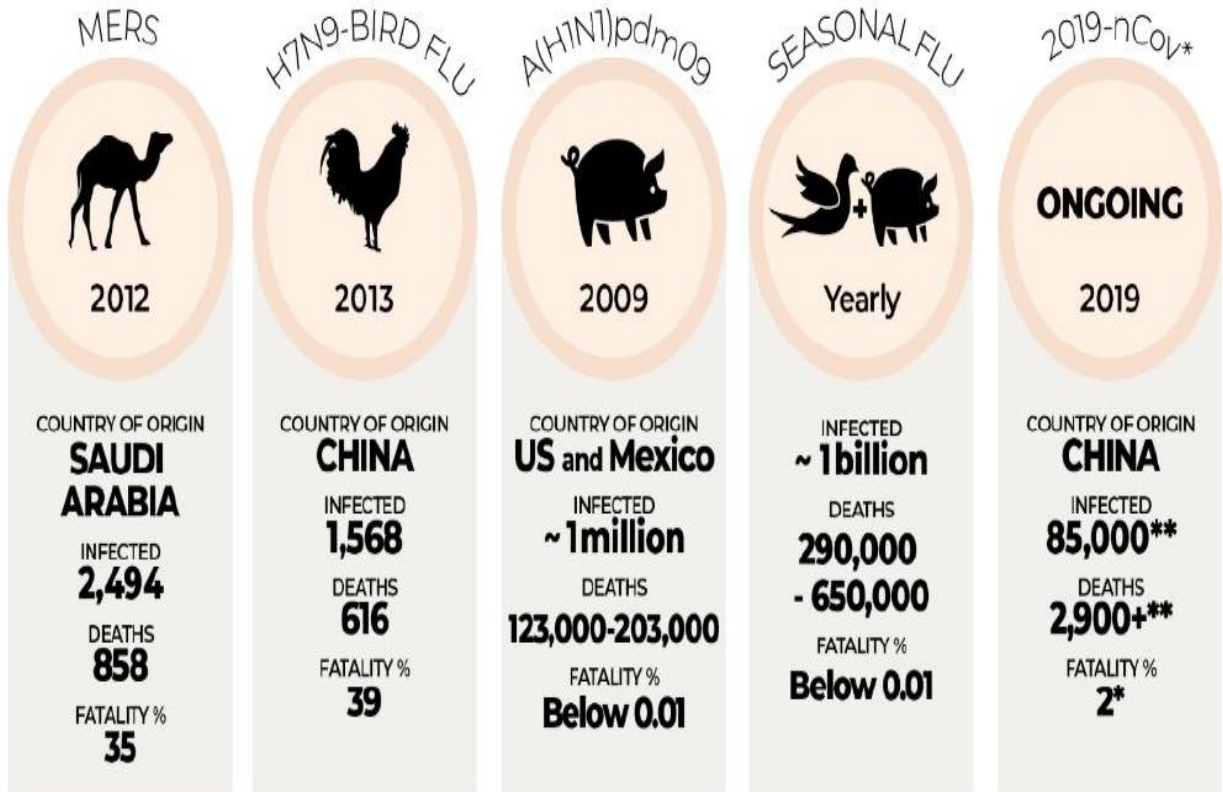 MERS
2012
COUNTRY OF ORIGIN
SAUDI
ARABIA
INFECTED
2,494
DEATHS
858
FATALITY %
35
H7N9-BIRD FLU
2013
COUNTRY OF ORIGIN
CHINA
INFECTED
1,568
DEATHS
616
FATALITY %
39
A(H1N1)pdm09
2009
COUNTRY OF ORIGIN
US and Mexico
INFECTED
~ 1million
DEATHS
123,000-203,000
FATALITY %
Below 0.01
SEASONAL FLU
+
Yearly
INFECTED
~ 1billion
DEATHS
290,000
- 650,000
FATALITY %
Below 0.01
2019-nCov*
ONGOING
2019
COUNTRY OF ORIGIN
CHINA
INFECTED
85,000**
DEATHS
2,900+**
FATALITY %
2*